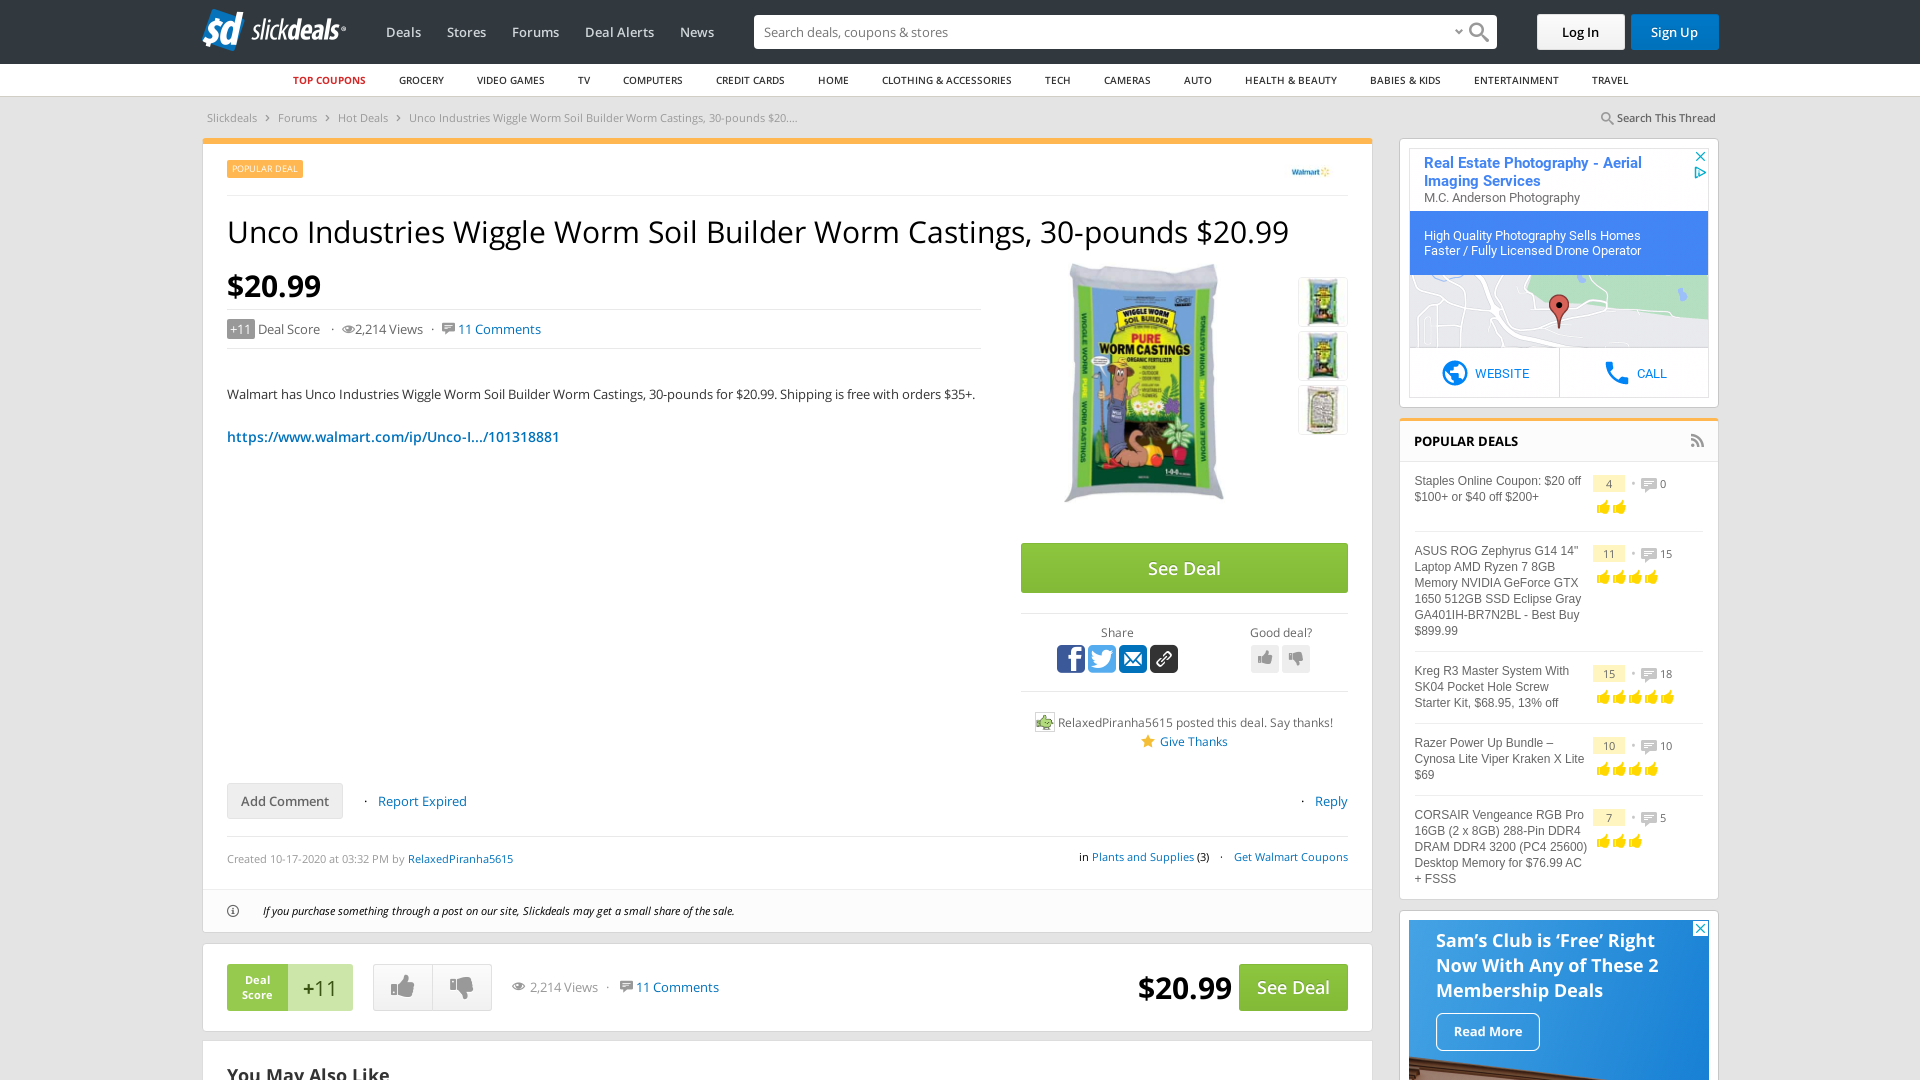 sd slickdeals
Deals Stores Forums Deal Alerts News
Search deals, coupons & stores
Log In Sign Up
TOP COUPONS GROCERY VIDEO GAMES TV COMPUTERS CREDIT CARDS HOME CLOTHING & ACCESSORIES TECH CAMERAS AUTO HEALTH & BEAUTY BABIES & KIDS ENTERTAINMENT TRAVEL
Slickdeals > Forums > Hot Deals > Unco Industries Wiggle Worm Soil Builder Worm Castings, 30-pounds $20....
Search This Thread
POPULAR DEAL
Walmart
Unco Industries Wiggle Worm Soil Builder Worm Castings, 30-pounds $20.99
$20.99
+11 Deal Score · 2,214 Views · 11 Comments
Walmart has Unco Industries Wiggle Worm Soil Builder Worm Castings, 30-pounds for $20.99. Shipping is free with orders $35+.
https://www.walmart.com/ip/Unco-I.../101318881
WIGGLE WORM
SOIL BUILDER
PURE
WORM CASTINGS
ORGANIC FERTILIZER
WIGGLE WORM PURE WORM CASTINGS
WIGGLE WORM PURE WORM CASTINGS
1-0-0
See Deal
Share
Good deal?
RelaxedPiranha5615 posted this deal. Say thanks!
Give Thanks
Add Comment · Report Expired
· Reply
Created 10-17-2020 at 03:32 PM by RelaxedPiranha5615
in Plants and Supplies (3) · Get Walmart Coupons
If you purchase something through a post on our site, Slickdeals may get a small share of the sale.
Deal
Score
+11
2,214 Views · 11 Comments
$20.99
See Deal
You May Also Like
Real Estate Photography - Aerial
Imaging Services
M.C. Anderson Photography
High Quality Photography Sells Homes
Faster / Fully Licensed Drone Operator
WEBSITE
CALL
POPULAR DEALS
Staples Online Coupon: $20 off
$100+ or $40 off $200+
4 • 0
ASUS ROG Zephyrus G14 14"
Laptop AMD Ryzen 7 8GB
Memory NVIDIA GeForce GTX
1650 512GB SSD Eclipse Gray
GA401IH-BR7N2BL - Best Buy
$899.99
11 • 15
Kreg R3 Master System With
SK04 Pocket Hole Screw
Starter Kit, $68.95, 13% off
15 • 18
Razer Power Up Bundle –
Cynosa Lite Viper Kraken X Lite
$69
10 • 10
CORSAIR Vengeance RGB Pro
16GB (2 x 8GB) 288-Pin DDR4
DRAM DDR4 3200 (PC4 25600)
Desktop Memory for $76.99 AC
+ FSSS
7 • 5
Sam's Club is 'Free' Right
Now With Any of These 2
Membership Deals
Read More